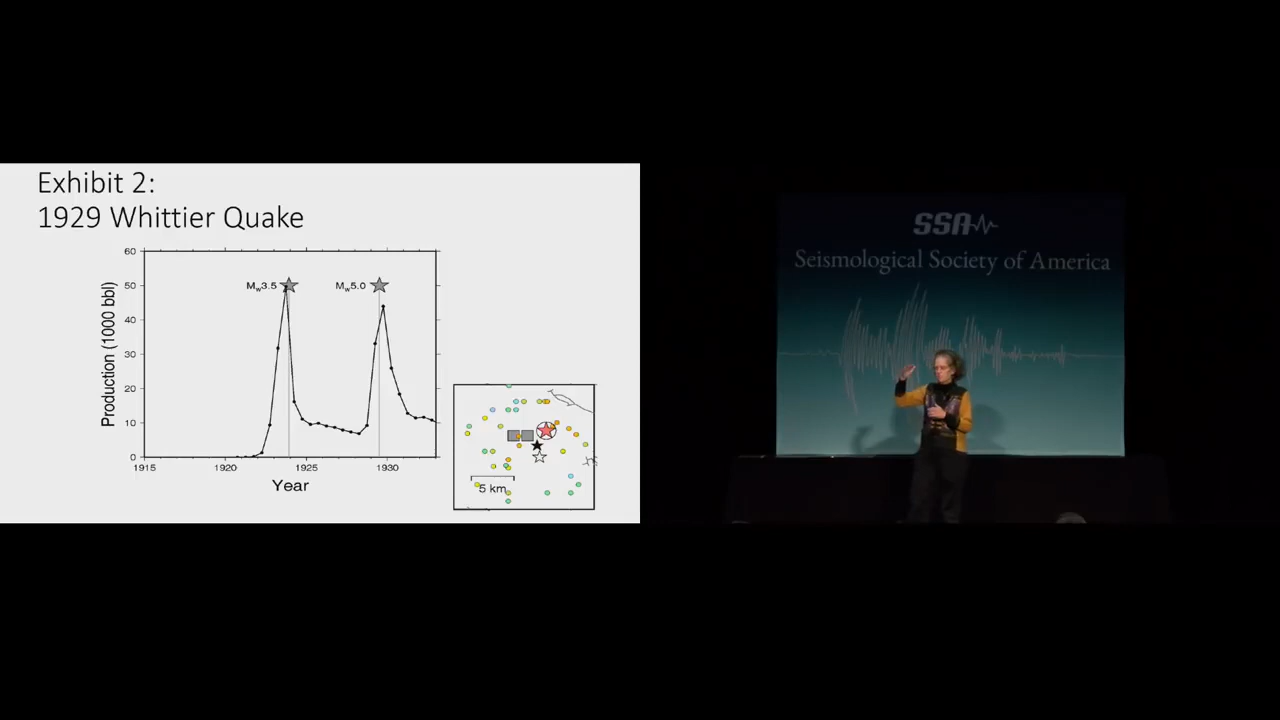 Exhibit 2:
1929 Whittier Quake
60
50
40
30
20
10
0
Production (1000 bbl)
Mw3.5
Mw5.0
1915
1920
1925
1930
Year
5 km
SSA
Seismological Society of America